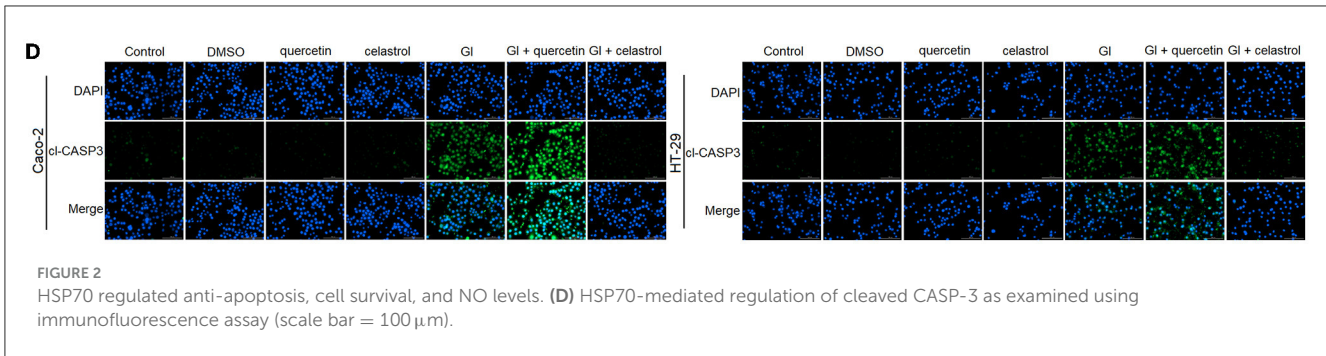 D
Control DMSO quercetin celastrol GI GI + quercetin GI + celastrol
DAPI
cl-CASP3
Merge
Caco-2
Control DMSO quercetin celastrol GI GI + quercetin GI + celastrol
DAPI
cl-CASP3
Merge
HT-29
FIGURE 2
HSP70 regulated anti-apoptosis, cell survival, and NO levels. (D) HSP70-mediated regulation of cleaved CASP-3 as examined using
immunofluorescence assay (scale bar = 100 μm).